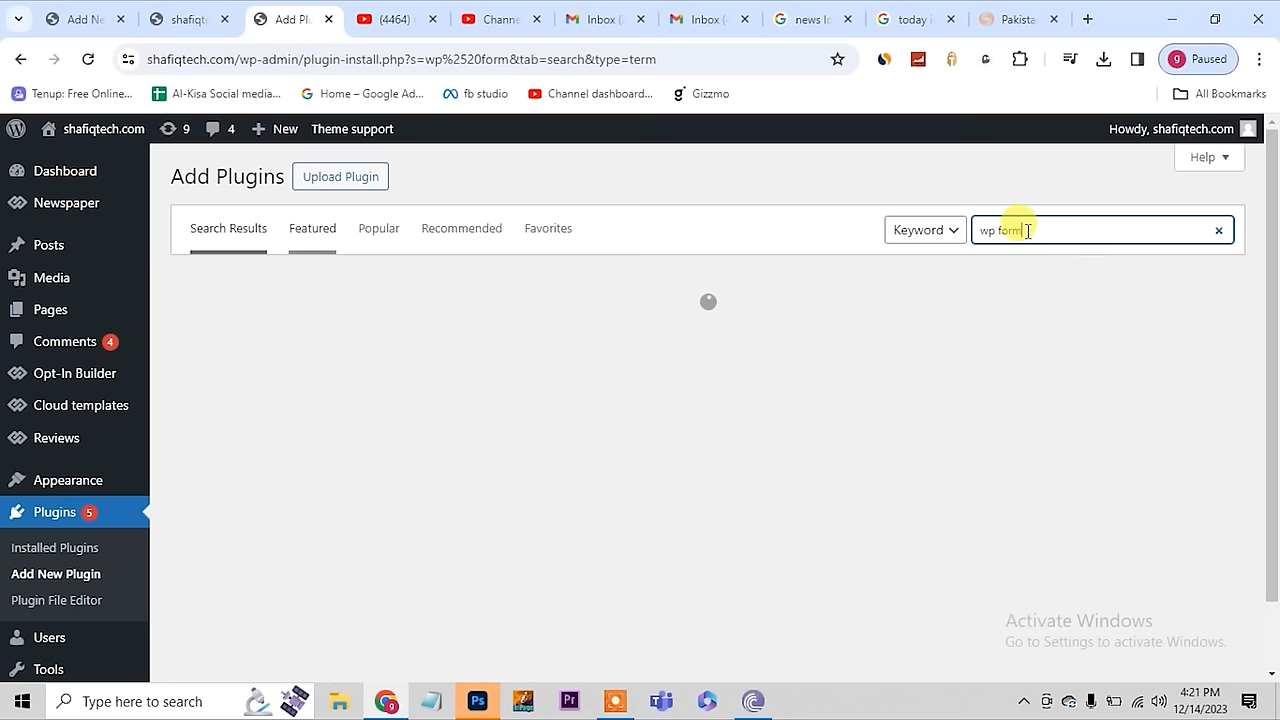 Add Ne
shafiqt
Add Plu
(4464)
Channe
Inbox (
Inbox (
news lo
today i
Pakista
shafiqtech.com/wp-admin/plugin-install.php?s=wp%2520form&tab=search&type=term
g Paused
Tenup: Free Online...
Al-Kisa Social media...
Home – Google Ad...
fb studio
Channel dashboard...
Gizzmo
All Bookmarks
shafiqtech.com 9 4 New Theme support
Howdy, shafiqtech.com
Dashboard
Newspaper
Posts
Media
Pages
Comments 4
Opt-In Builder
Cloud templates
Reviews
Appearance
Plugins 5
Installed Plugins
Add New Plugin
Plugin File Editor
Users
Tools
Help
Add Plugins Upload Plugin
Search Results Featured Popular Recommended Favorites
Keyword wp form
Activate Windows
Go to Settings to activate Windows.
Type here to search
Ps
Pr
4:21 PM
12/14/2023